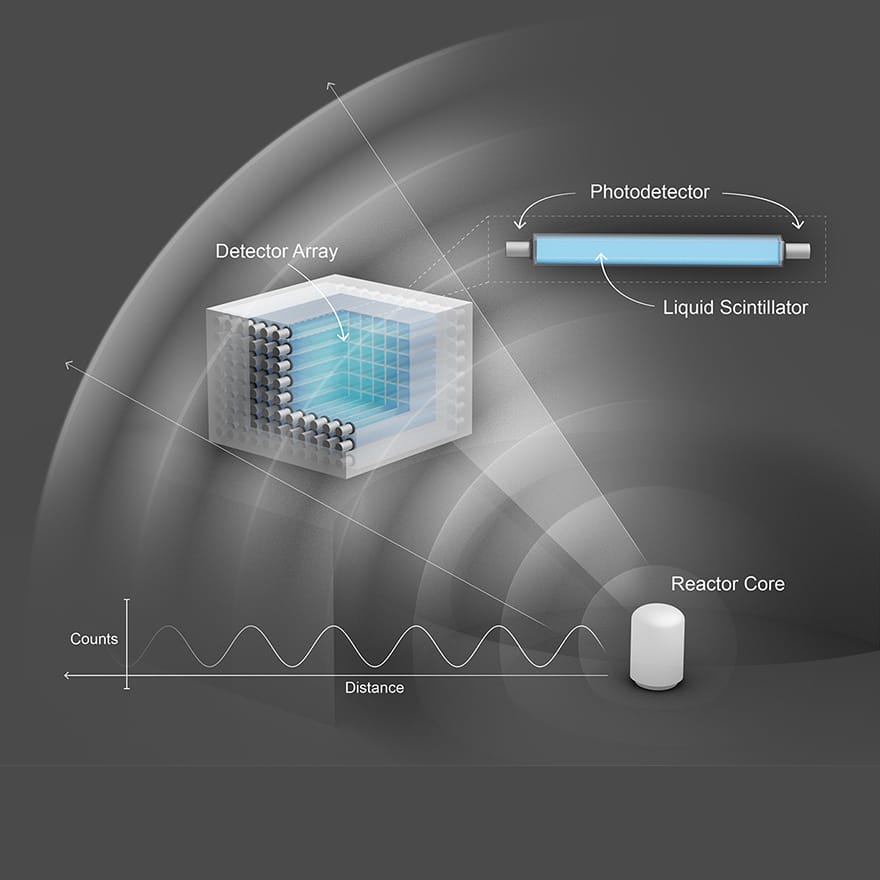 Photodetector
Detector Array
Liquid Scintillator
Reactor Core
Counts
Distance